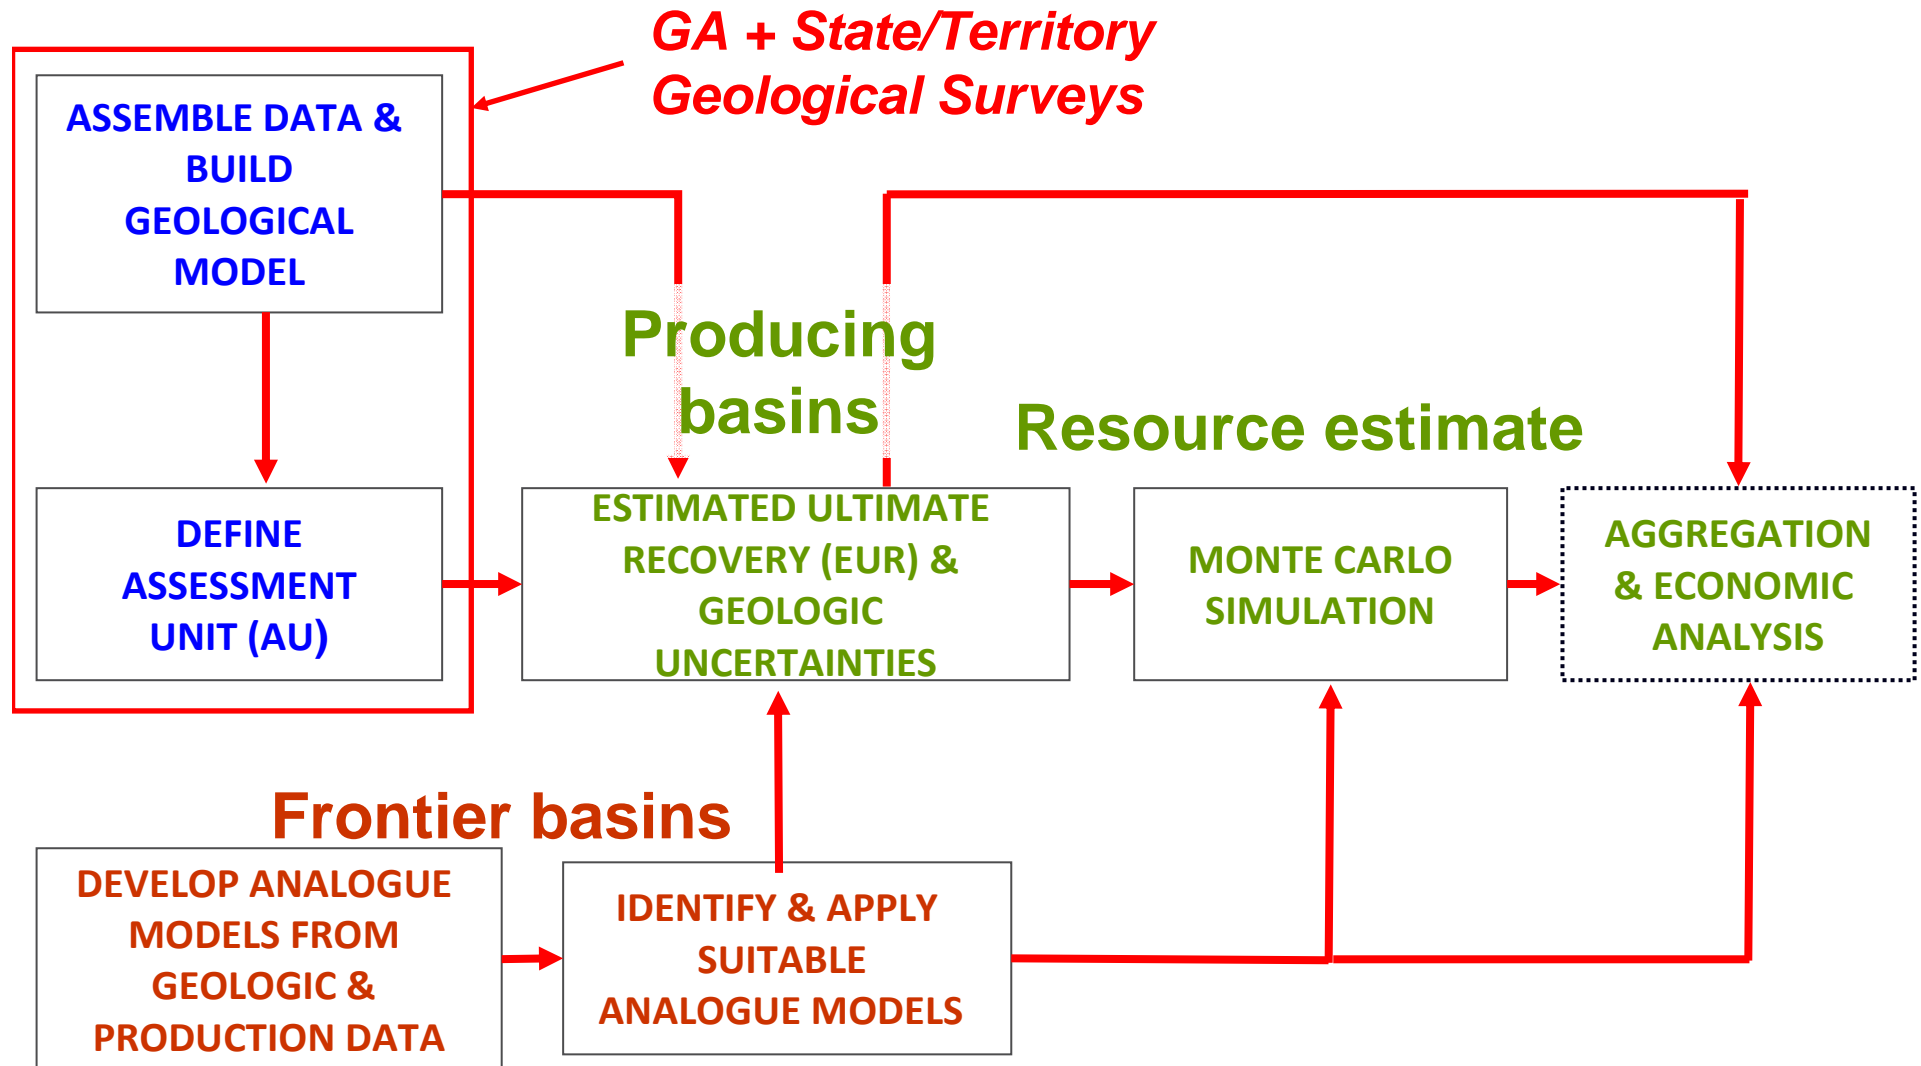 GA + State/Territory
Geological Surveys
ASSEMBLE DATA &
BUILD
GEOLOGICAL
MODEL
Producing
basins
Resource estimate
DEFINE
ASSESSMENT
UNIT (AU)
ESTIMATED ULTIMATE
RECOVERY (EUR) &
GEOLOGIC
UNCERTAINTIES
MONTE CARLO
SIMULATION
AGGREGATION
& ECONOMIC
ANALYSIS
Frontier basins
DEVELOP ANALOGUE
MODELS FROM
GEOLOGIC &
PRODUCTION DATA
IDENTIFY & APPLY
SUITABLE
ANALOGUE MODELS